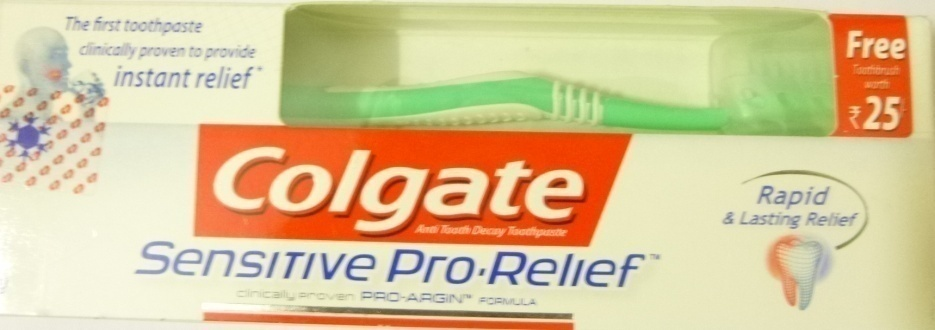 The first toothpaste
clinically proven to provide
instant relief*
Free
Toothbrush
worth
₹25
Colgate
Anti Tooth Decay Toothpaste
Sensitive Pro-Relief™
clinically proven PRO-ARGIN™ FORMULA
Rapid
& Lasting Relief